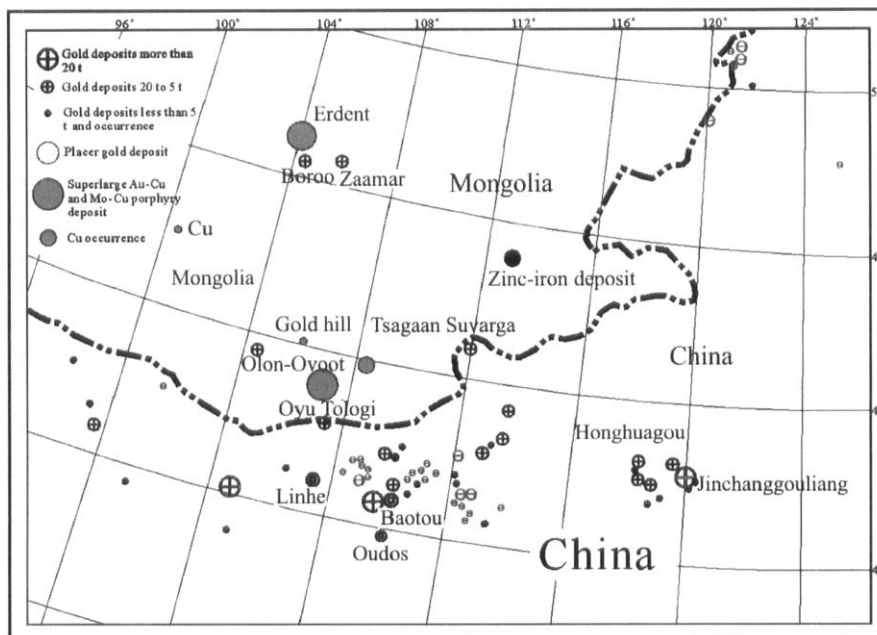 96°
100°
104°
108°
112°
116°
120°
124°
Gold deposits more than
20 t
Gold deposits 20 to 5 t
Gold deposits less than 5
t and occurrence
Placer gold deposit
Superlarge Au-Cu
and Mo-Cu porphyry
deposit
Cu occurrence
Erdent
Boroo
Zaamar
Mongolia
Cu
Mongolia
Zinc-iron deposit
Gold hill
Tsagaan Suvarga
Olon-Ovoot
China
Oyu Tologi
Honghuagou
Linhe
Jinchanggouliang
Baotou
Oudos
China